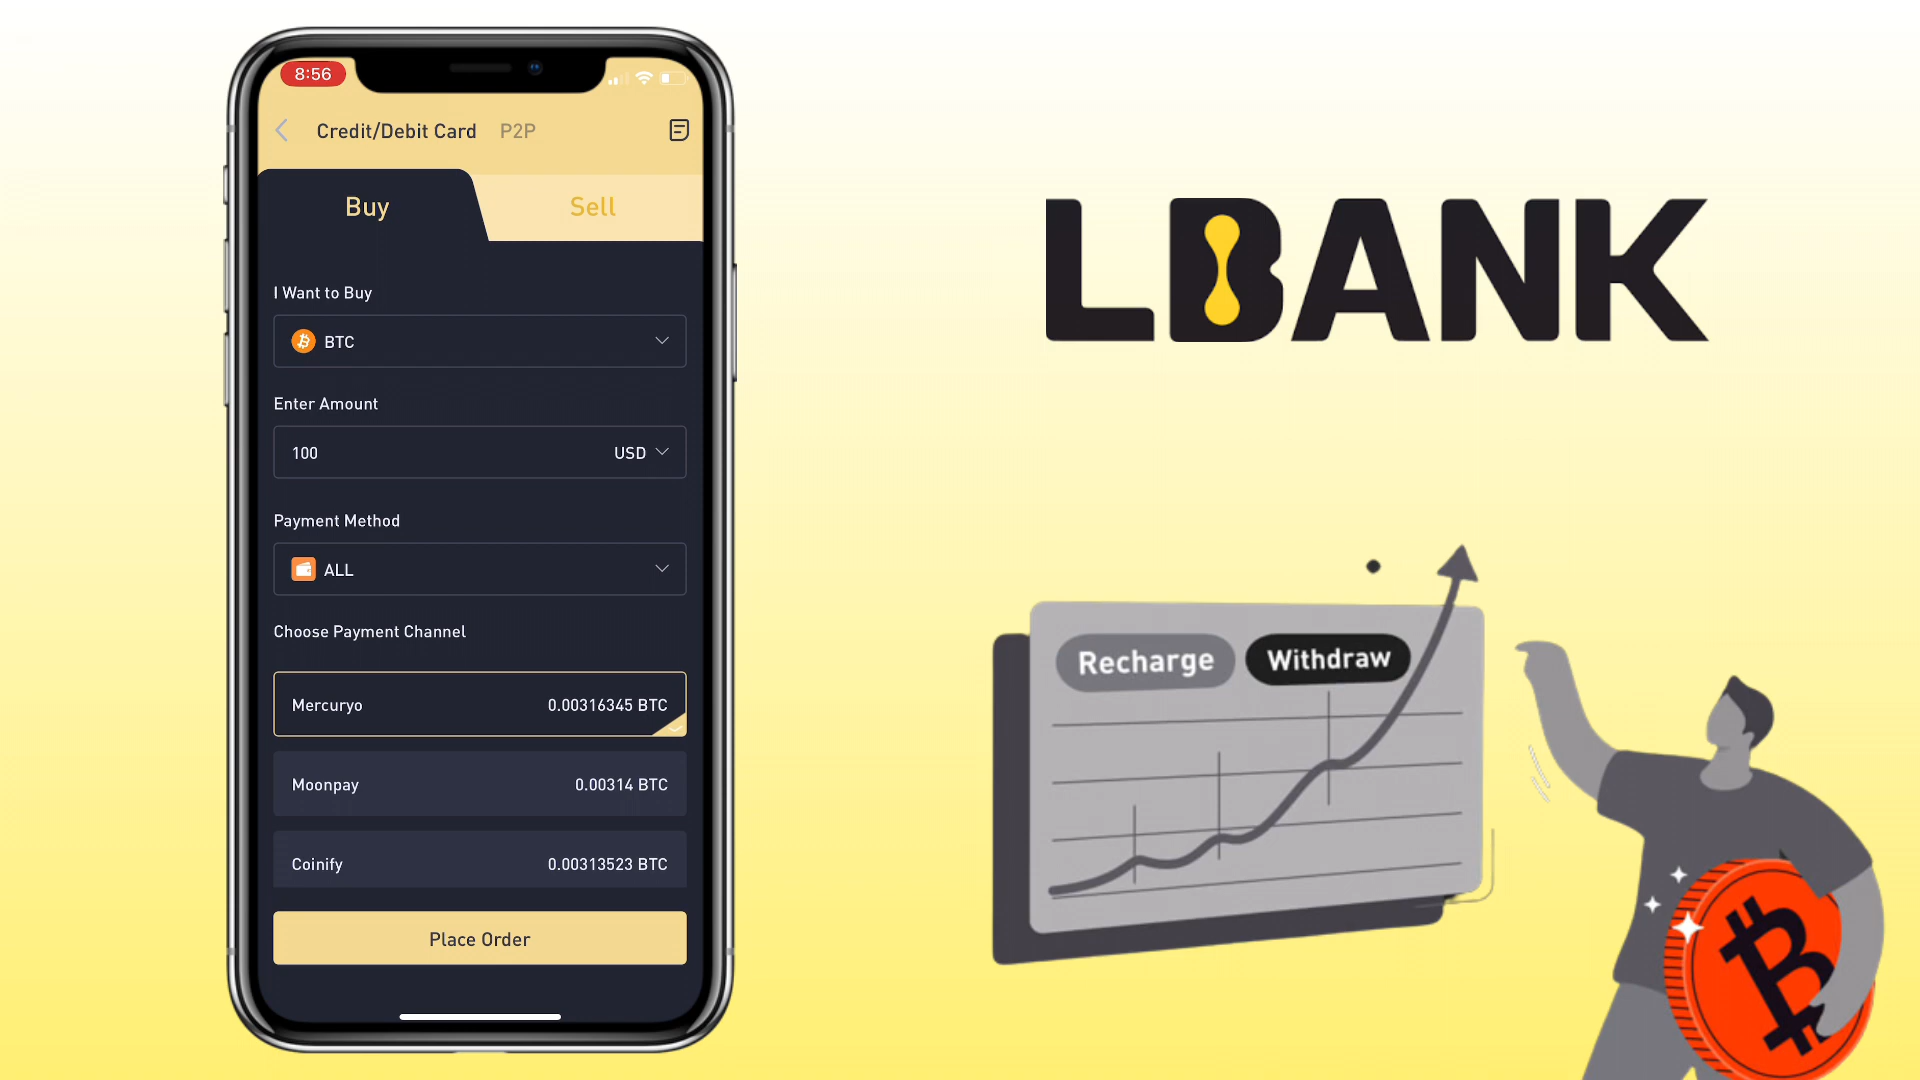 8:56
Credit/Debit Card P2P
Buy Sell
I Want to Buy
BTC
Enter Amount
100 USD
Payment Method
ALL
Choose Payment Channel
Mercuryo 0.00316345 BTC
Moonpay 0.00314 BTC
Coinify 0.00313523 BTC
Place Order
LBANK
Recharge Withdraw